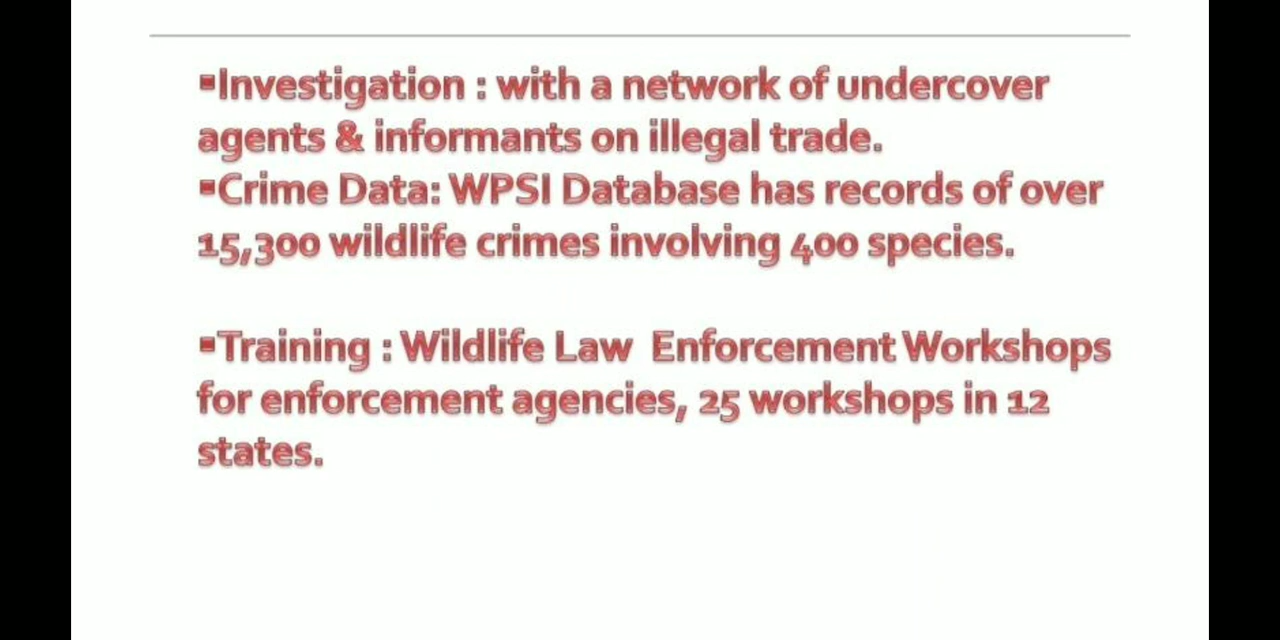 ▪Investigation : with a network of undercover
agents & informants on illegal trade.
▪Crime Data: WPSI Database has records of over
15,300 wildlife crimes involving 400 species.
▪Training : Wildlife Law  Enforcement Workshops
for enforcement agencies, 25 workshops in 12
states.